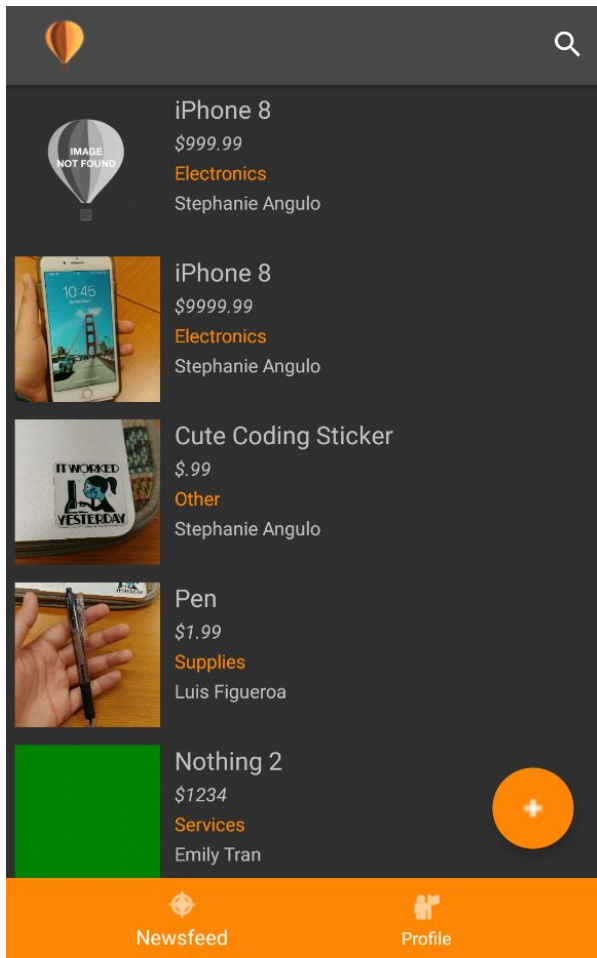 IMAGE
NOT FOUND
iPhone 8
$999.99
Electronics
Stephanie Angulo
10:45
iPhone 8
$9999.99
Electronics
Stephanie Angulo
IT WORKED
YESTERDAY
Cute Coding Sticker
$.99
Other
Stephanie Angulo
Pen
$1.99
Supplies
Luis Figueroa
Nothing 2
$1234
Services
Emily Tran
Newsfeed
Profile